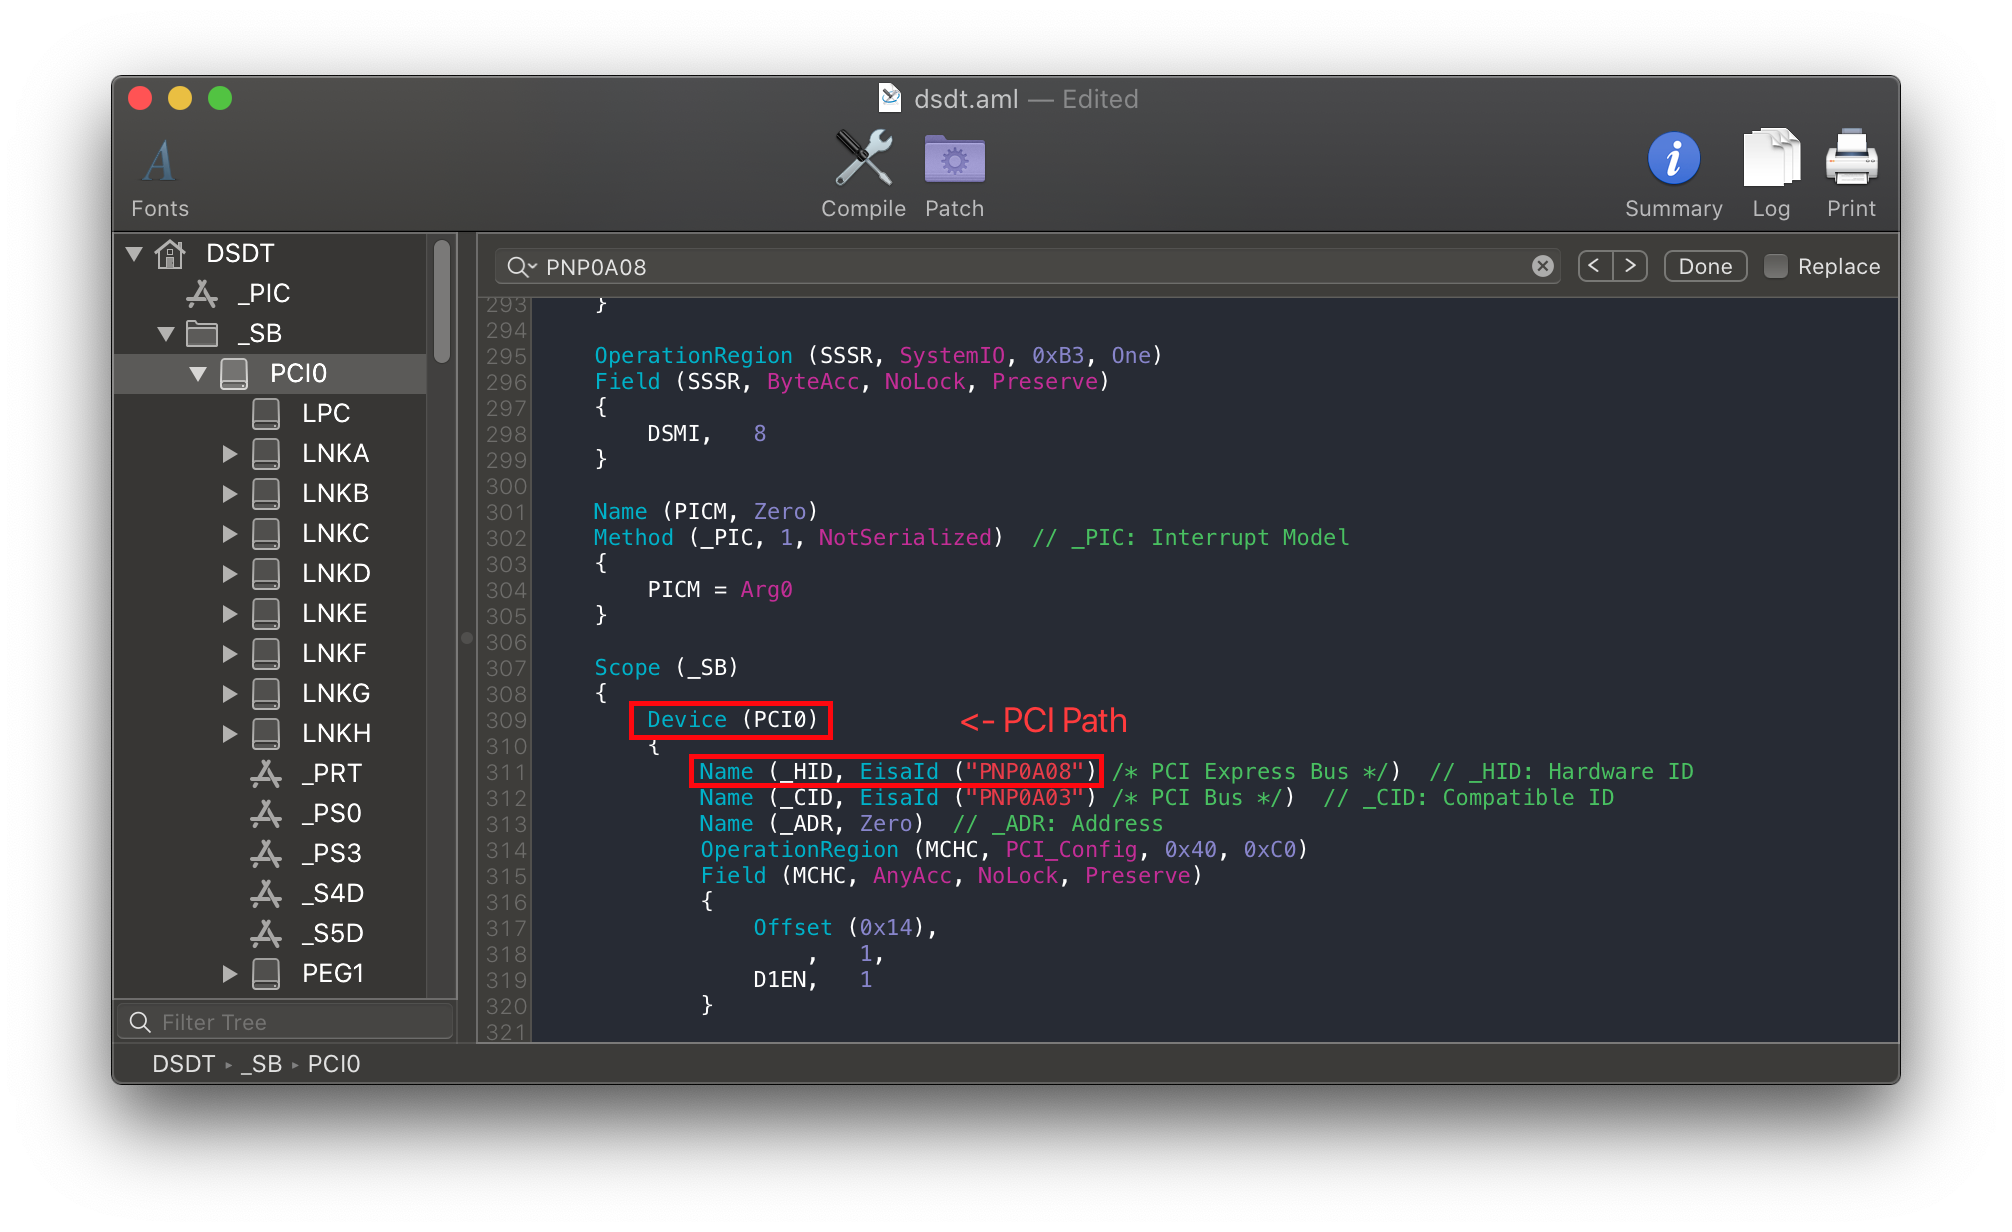 dsdt.aml — Edited
Fonts
Compile
Patch
Summary
Log
Print
DSDT
_PIC
_SB
PCI0
LPC
LNKA
LNKB
LNKC
LNKD
LNKE
LNKF
LNKG
LNKH
_PRT
_PS0
_PS3
_S4D
_S5D
PEG1
Filter Tree
DSDT ▸ _SB ▸ PCI0
PNP0A08
< > Done Replace
293 }
294
295 OperationRegion (SSSR, SystemIO, 0xB3, One)
296 Field (SSSR, ByteAcc, NoLock, Preserve)
297 {
298 DSMI, 8
299 }
300
301 Name (PICM, Zero)
302 Method (_PIC, 1, NotSerialized) // _PIC: Interrupt Model
303 {
304 PICM = Arg0
305 }
306
307 Scope (_SB)
308 {
309 Device (PCI0) <- PCI Path
310 {
311 Name (_HID, EisaId ("PNP0A08") /* PCI Express Bus */) // _HID: Hardware ID
312 Name (_CID, EisaId ("PNP0A03") /* PCI Bus */) // _CID: Compatible ID
313 Name (_ADR, Zero) // _ADR: Address
314 OperationRegion (MCHC, PCI_Config, 0x40, 0xC0)
315 Field (MCHC, AnyAcc, NoLock, Preserve)
316 {
317 Offset (0x14),
318 , 1,
319 D1EN, 1
320 }
321